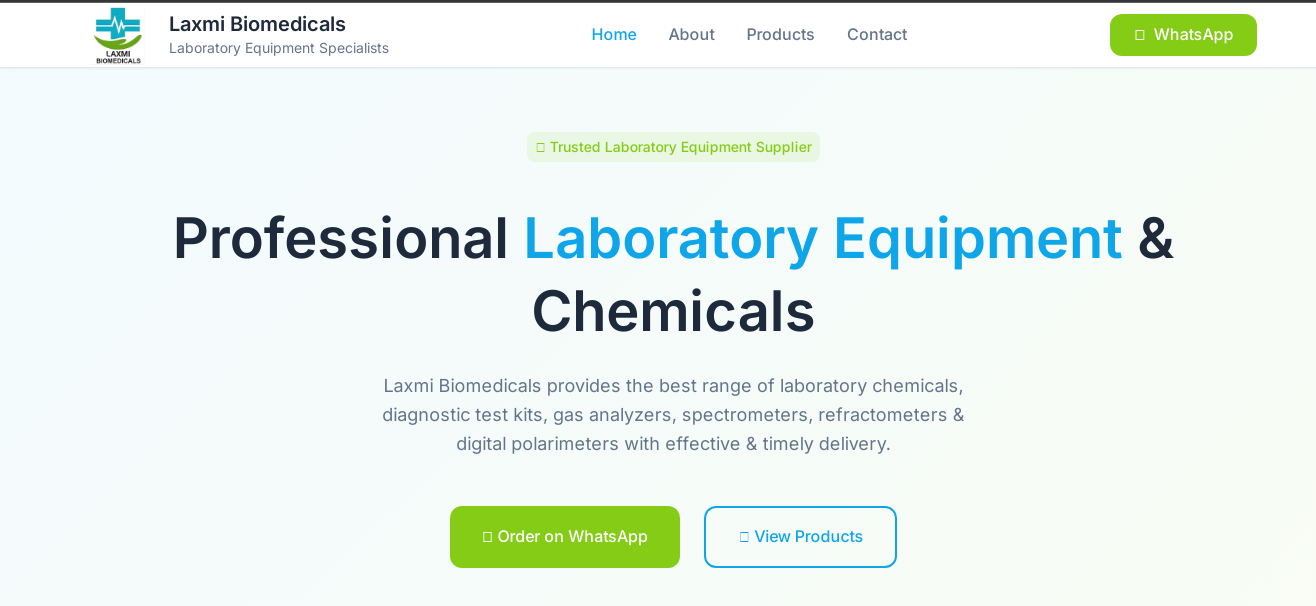 LAXMI
BIOMEDICALS
Laxmi Biomedicals
Laboratory Equipment Specialists
Home
About
Products
Contact
WhatsApp
Trusted Laboratory Equipment Supplier
Professional Laboratory Equipment &
Chemicals
Laxmi Biomedicals provides the best range of laboratory chemicals,
diagnostic test kits, gas analyzers, spectrometers, refractometers &
digital polarimeters with effective & timely delivery.
Order on WhatsApp
View Products